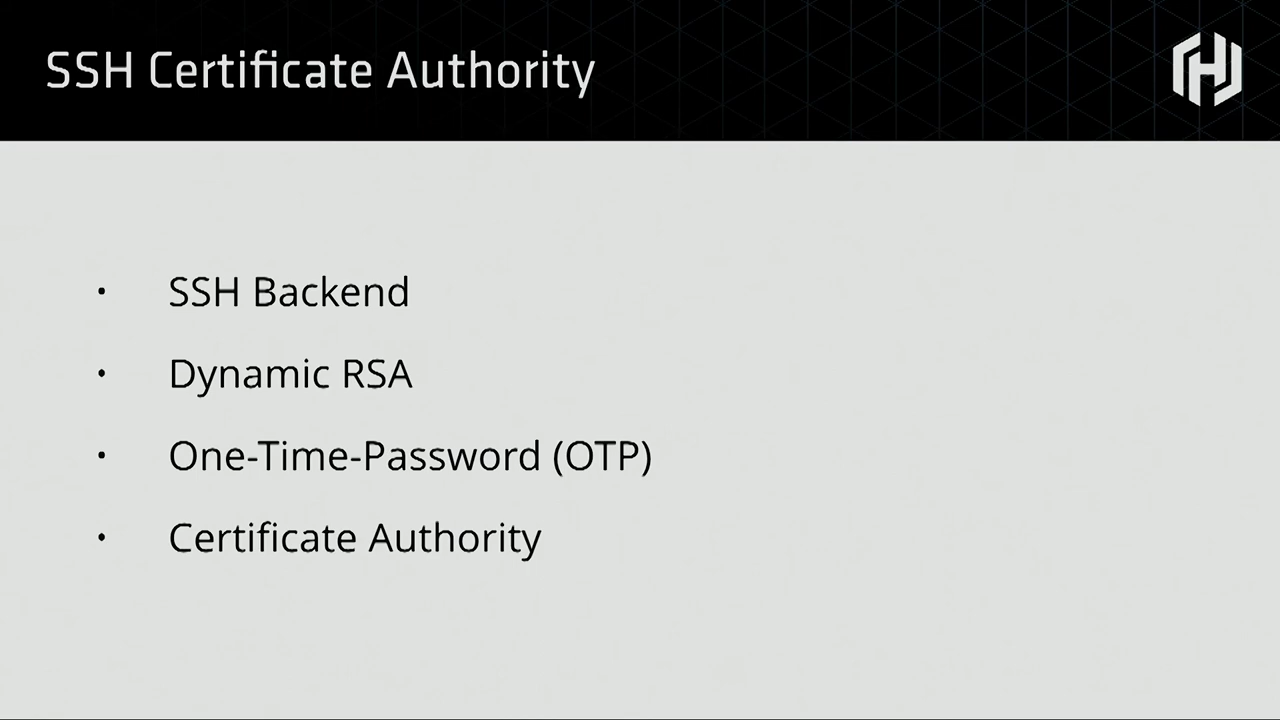 SSH Certificate Authority
• SSH Backend
• Dynamic RSA
• One-Time-Password (OTP)
• Certificate Authority